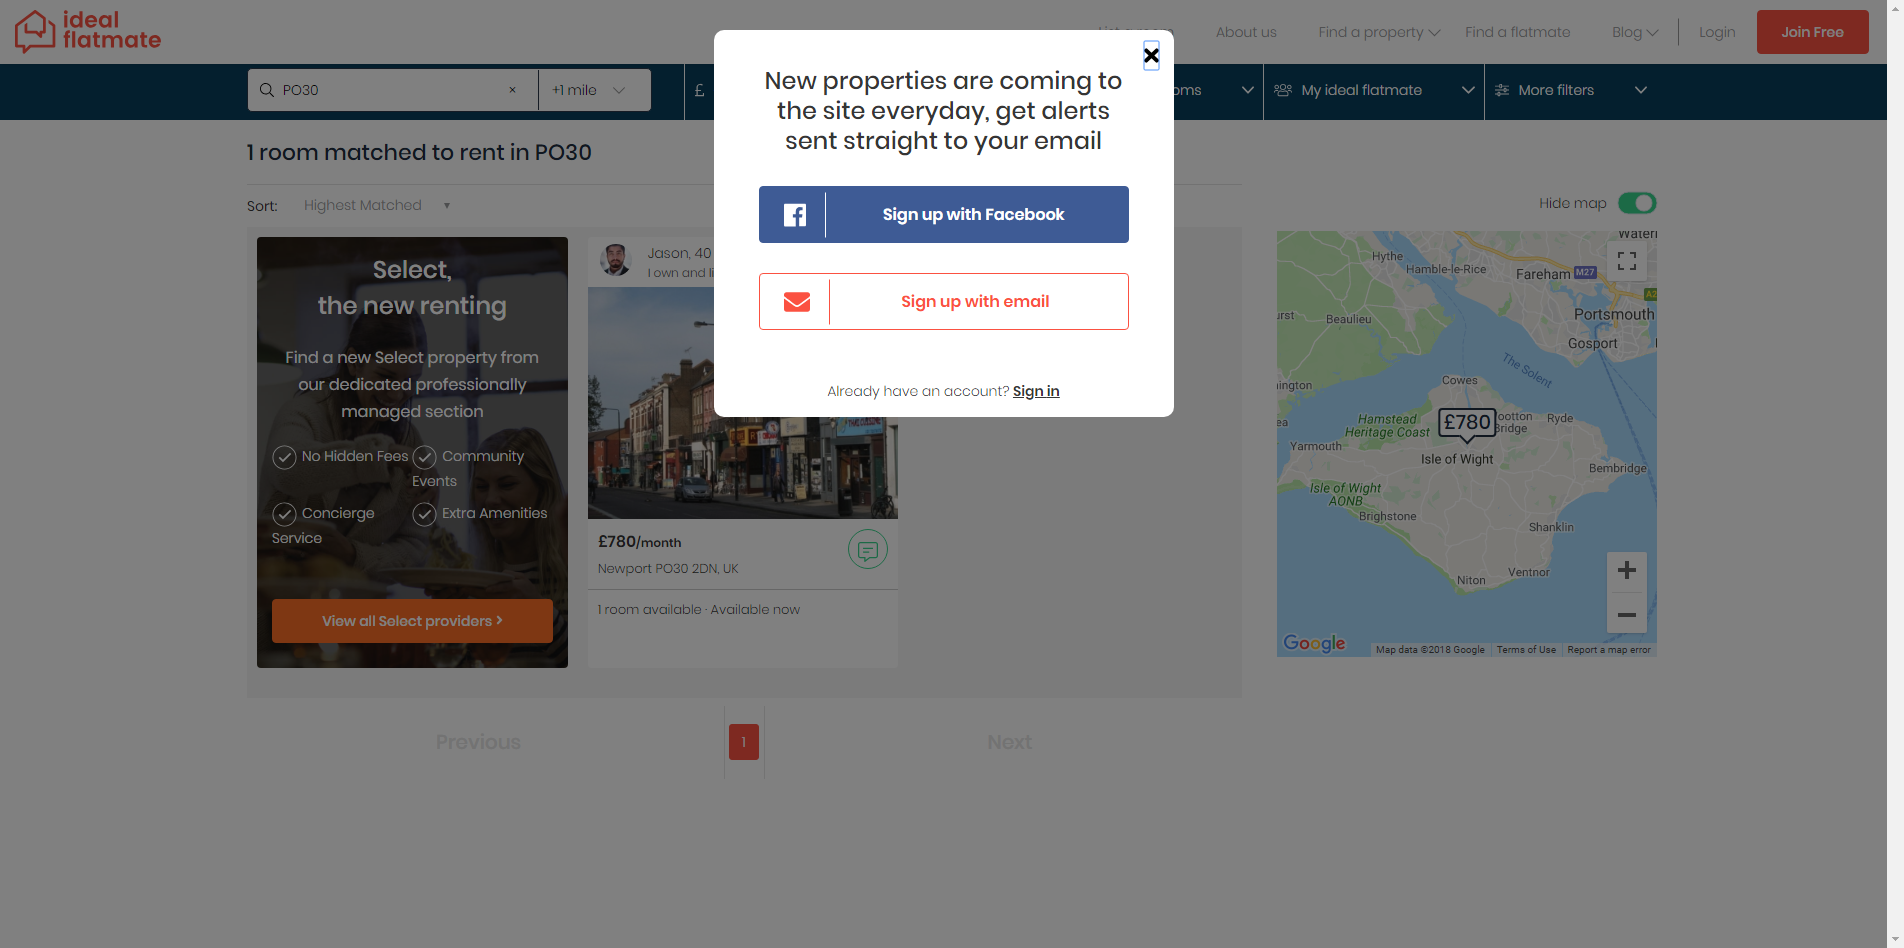 ideal
flatmate
About us
Find a property
Find a flatmate
Blog
Login
Join Free
PO30
×
+1 mile
£
oms
My ideal flatmate
More filters
New properties are coming to
the site everyday, get alerts
sent straight to your email
Sign up with Facebook
Sign up with email
Already have an account? Sign in
1 room matched to rent in PO30
Sort:
Highest Matched
Hide map
Select,
the new renting
Find a new Select property from
our dedicated professionally
managed section
No Hidden Fees
Community
Events
Concierge
Service
Extra Amenities
View all Select providers
Jason, 40
I own and li
£780/month
Newport PO30 2DN, UK
1 room available · Available now
Hythe
Hamble-le-Rice
Fareham
M27
Waterl
A2
Portsmouth
Gosport
urst
Beaulieu
The Solent
ington
Cowes
Hamstead
Heritage Coast
£780
ootton
Bridge
Ryde
ea
Yarmouth
Isle of Wight
Bembridge
Isle of Wight
AONB
Brighstone
Shanklin
Ventnor
Niton
Google
Map data ©2018 Google
Terms of Use
Report a map error
Previous
1
Next